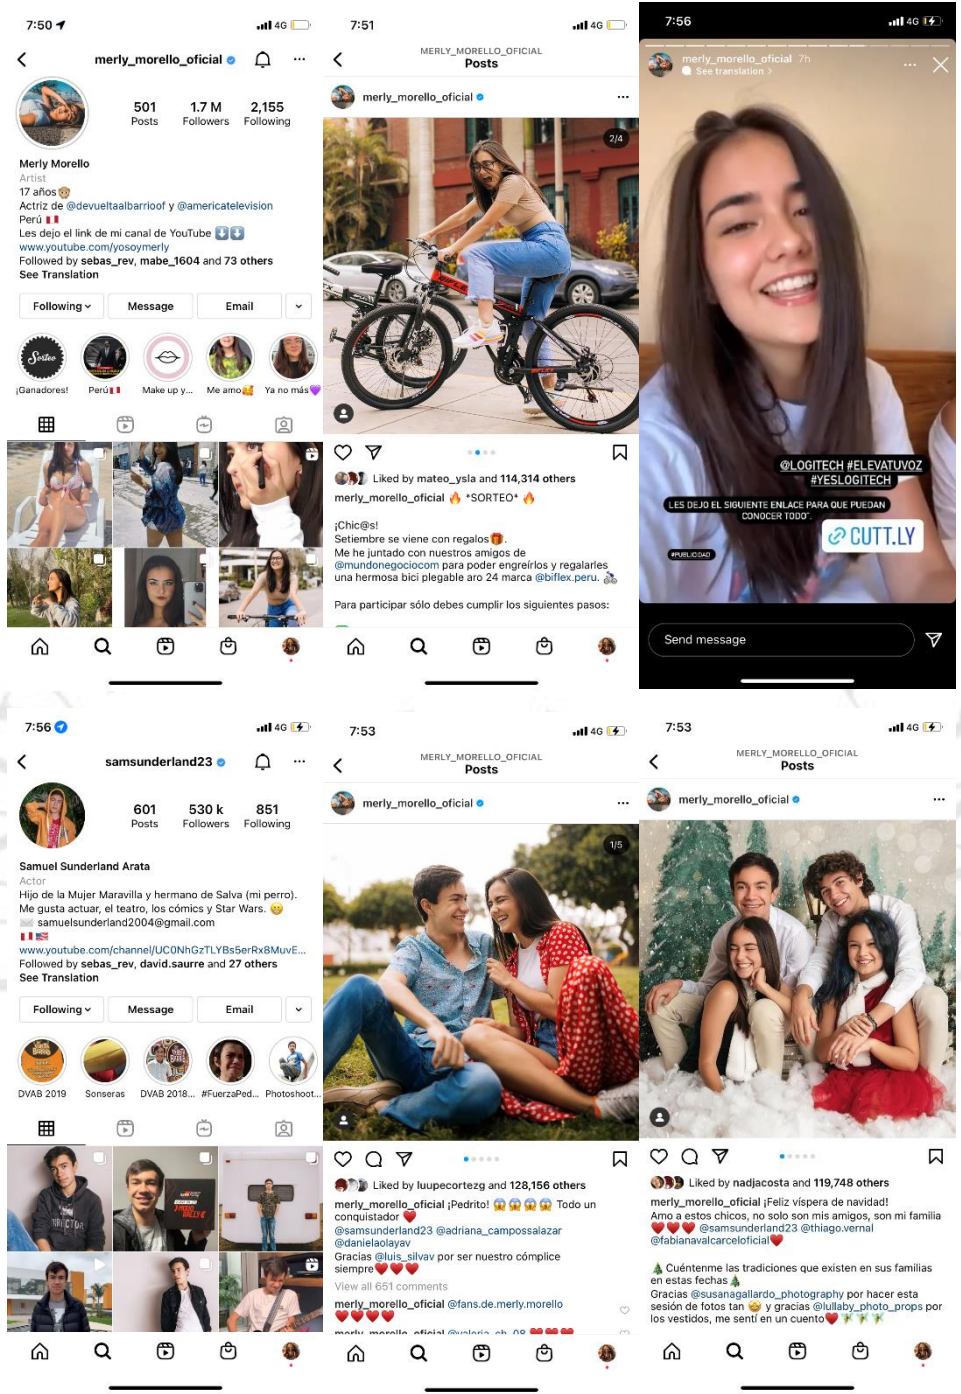 7:50
4G
merly_morello_oficial
501
1.7 M
2,155
Posts
Followers
Following
Merly Morello
Artist
17 años
Actriz de @devueltaalbarrioof y @americatelevision
Perú
Les dejo el link de mi canal de YouTube
www.youtube.com/yosoymerly
Followed by sebas_rev, mabe_1604 and 73 others
See Translation
Following
Message
Email
Sorteo
¡Ganadores!
Perú
Make up y...
Me amo
Ya no más
7:51
4G
MERLY_MORELLO_OFICIAL
Posts
merly_morello_oficial
2/4
BIFLEX
Liked by mateo_ysla and 114,314 others
merly_morello_oficial *SORTEO*
¡Chic@s!
Setiembre se viene con regalos.
Me he juntado con nuestros amigos de
@mundonegociocom para poder engreírlos y regalarles
una hermosa bici plegable aro 24 marca @biflex.peru.
Para participar sólo debes cumplir los siguientes pasos:
7:56
4G
merly_morello_oficial 7h
See translation >
@LOGITECH #ELEVATUVOZ
#YESLOGITECH
LES DEJO EL SIGUIENTE ENLACE PARA QUE PUEDAN
CONOCER TODO".
CUTT.LY
#PUBLICIDAD
Send message
7:56
4G
samsunderland23
601
530 k
851
Posts
Followers
Following
Samuel Sunderland Arata
Actor
Hijo de la Mujer Maravilla y hermano de Salva (mi perro).
Me gusta actuar, el teatro, los cómics y Star Wars.
samuelsunderland2004@gmail.com
www.youtube.com/channel/UC0NhGzTLYBs5erRx8MuvE...
Followed by sebas_rev, david.saurre and 27 others
See Translation
Following
Message
Email
DVAB 2019
Sonseras
DVAB 2018...
#FuerzaPed...
Photoshoot...
7:53
4G
MERLY_MORELLO_OFICIAL
Posts
merly_morello_oficial
1/5
Liked by luupecortezg and 128,156 others
merly_morello_oficial ¡Pedrito! Todo un
conquistador
@samsunderland23 @adriana_campossalazar
@danielaolayav
Gracias @luis_silvav por ser nuestro cómplice
siempre
View all 651 comments
merly_morello_oficial @fans.de.merly.morello
merly_morello_oficial @valeria_ch_08
7:53
4G
MERLY_MORELLO_OFICIAL
Posts
merly_morello_oficial
Liked by nadjacosta and 119,748 others
merly_morello_oficial ¡Feliz víspera de navidad!
Amo a estos chicos, no solo son mis amigos, son mi familia
@samsunderland23 @thiago.vernal
@fabianavalcarceloficial
Cuéntenme las tradiciones que existen en sus familias
en estas fechas
Gracias @susanagallardo_photography por hacer esta
sesión de fotos tan y gracias @lullaby_photo_props por
los vestidos, me sentí en un cuento